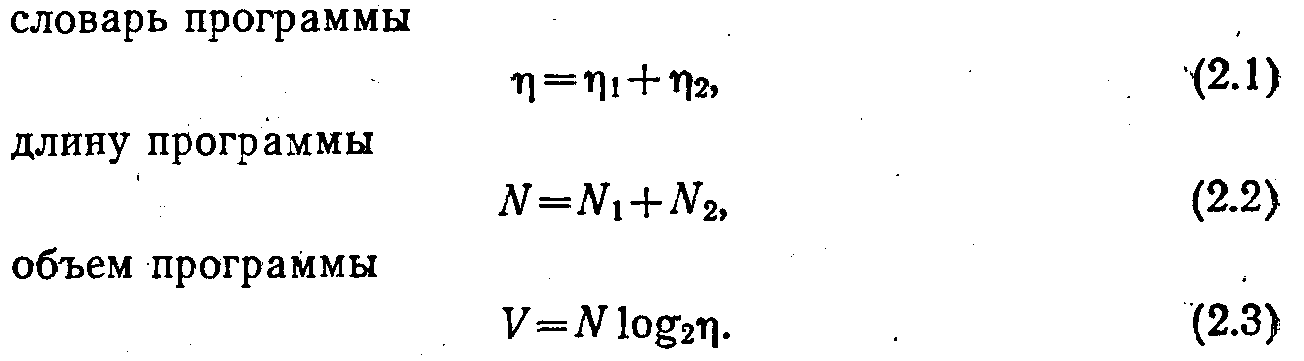 словарь программы
η=η₁+η₂, (2.1)
длину программы
N=N₁+N₂, (2.2)
объем программы
V=N log₂η. (2.3)